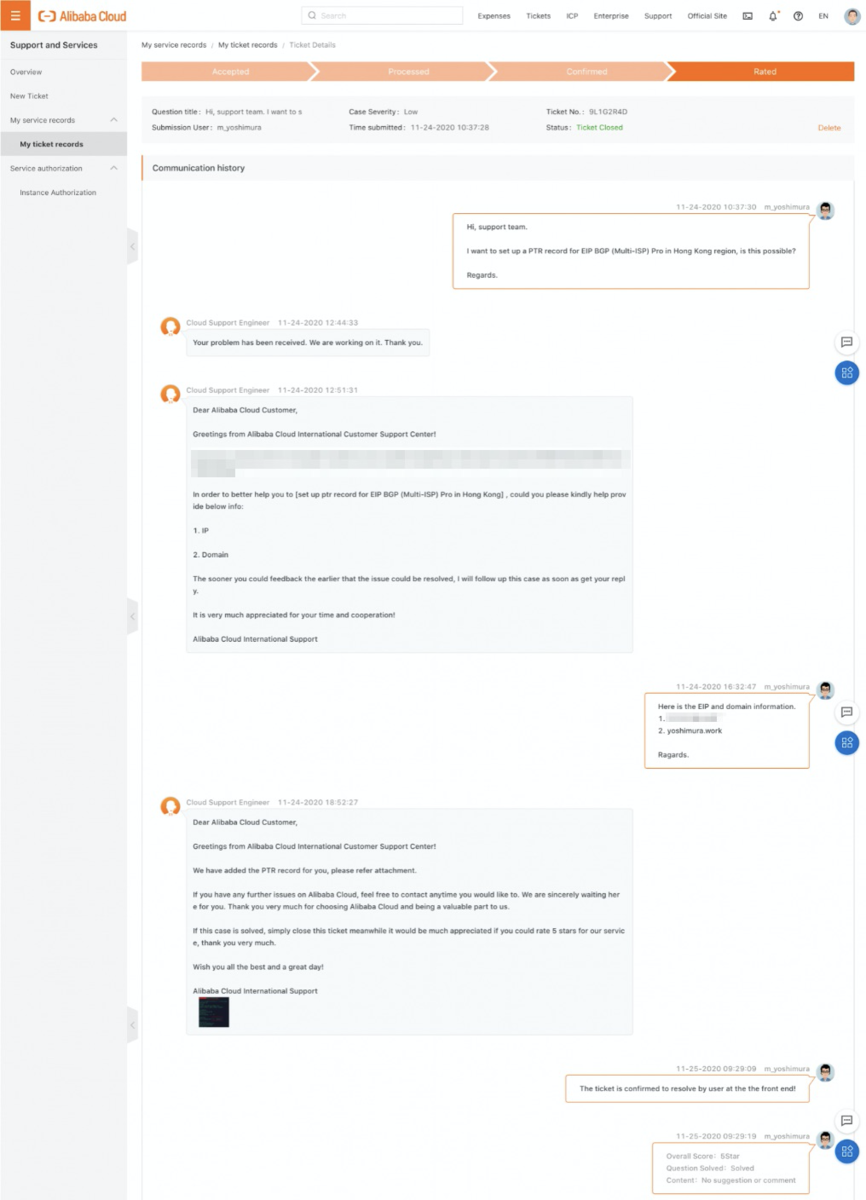 Alibaba Cloud
Search
Expenses Tickets ICP Enterprise Support Official Site EN
Support and Services
Overview
New Ticket
My service records
My ticket records
Service authorization
Instance Authorization
My service records / My ticket records / Ticket Details
Accepted Processed Confirmed Rated
Question title: Hi, support team. I want to s Case Severity: Low Ticket No.: 9L1G2R4D
Submission User: m_yoshimura Time submitted: 11-24-2020 10:37:28 Status: Ticket Closed Delete
Communication history
11-24-2020 10:37:30 m_yoshimura
Hi, support team.
I want to set up a PTR record for EIP BGP (Multi-ISP) Pro in Hong Kong region, is this possible?
Regards.
Cloud Support Engineer 11-24-2020 12:44:33
Your problem has been received. We are working on it. Thank you.
Cloud Support Engineer 11-24-2020 12:51:31
Dear Alibaba Cloud Customer,
Greetings from Alibaba Cloud International Customer Support Center!
In order to better help you to [set up ptr record for EIP BGP (Multi-ISP) Pro in Hong Kong] , could you please kindly help prov
ide below info:
1. IP
2. Domain
The sooner you could feedback the earlier that the issue could be resolved, I will follow up this case as soon as get your repl
y.
It is very much appreciated for your time and cooperation!
Alibaba Cloud International Support
11-24-2020 16:32:47 m_yoshimura
Here is the EIP and domain information.
1.
2. yoshimura.work
Ragards.
Cloud Support Engineer 11-24-2020 18:52:27
Dear Alibaba Cloud Customer,
Greetings from Alibaba Cloud International Customer Support Center!
We have added the PTR record for you, please refer attachment.
If you have any further issues on Alibaba Cloud, feel free to contact anytime you would like to. We are sincerely waiting her
e for you. Thank you very much for choosing Alibaba Cloud and being a valuable part to us.
If this case is solved, simply close this ticket meanwhile it would be much appreciated if you could rate 5 stars for our servic
e, thank you very much.
Wish you all the best and a great day!
Alibaba Cloud International Support
11-25-2020 09:29:09 m_yoshimura
The ticket is confirmed to resolve by user at the the front end!
11-25-2020 09:29:19 m_yoshimura
Overall Score: 5Star
Question Solved: Solved
Content: No suggestion or comment